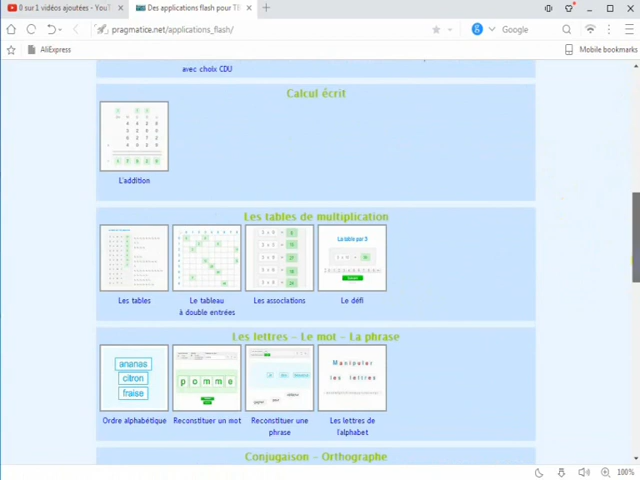 0 sur 1 vidéos ajoutées - YouT
Des applications flash pour TI
pragmatice.net/applications_flash/
Google
AliExpress
Mobile bookmarks
avec choix CDU
Calcul écrit
L'addition
Les tables de multiplication
La table par 3
Les tables
Le tableau
à double entrées
Les associations
Le défi
Les lettres – Le mot – La phrase
ananas
citron
fraise
pomme
Manipuler
les lettres
Ordre alphabétique
Reconstituer un mot
Reconstituer une
phrase
Les lettres de
l'alphabet
Conjugaison – Orthographe
100%